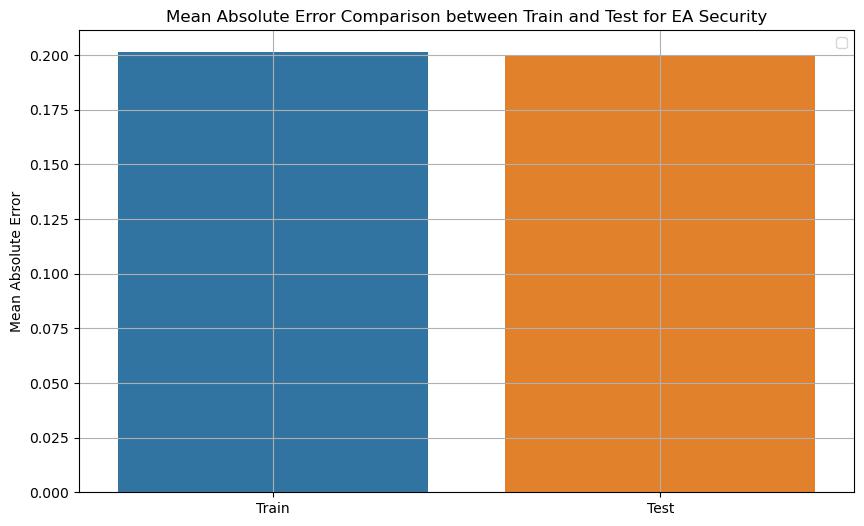 Mean Absolute Error Comparison between Train and Test for EA Security
Mean Absolute Error
0.200
0.175
0.150
0.125
0.100
0.075
0.050
0.025
0.000
Train
Test